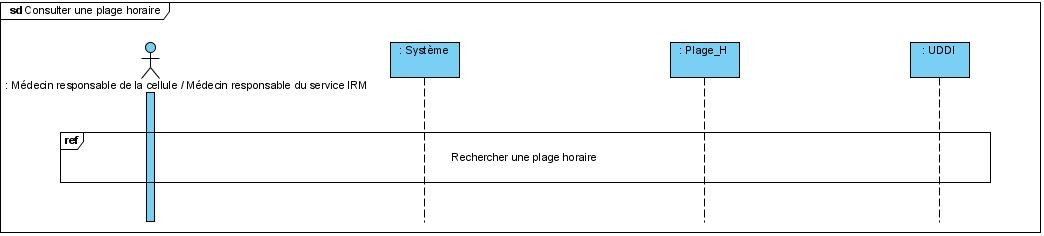 sd Consulter une plage horaire
: Système
: Plage_H
: UDDI
: Médecin responsable de la cellule / Médecin responsable du service IRM
ref
Rechercher une plage horaire